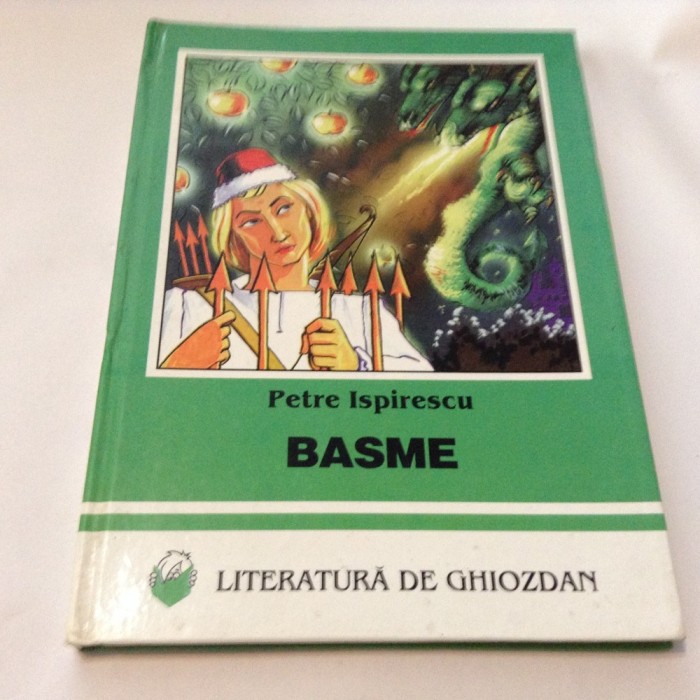 Petre Ispirescu
BASME
LITERATURĂ DE GHIOZDAN